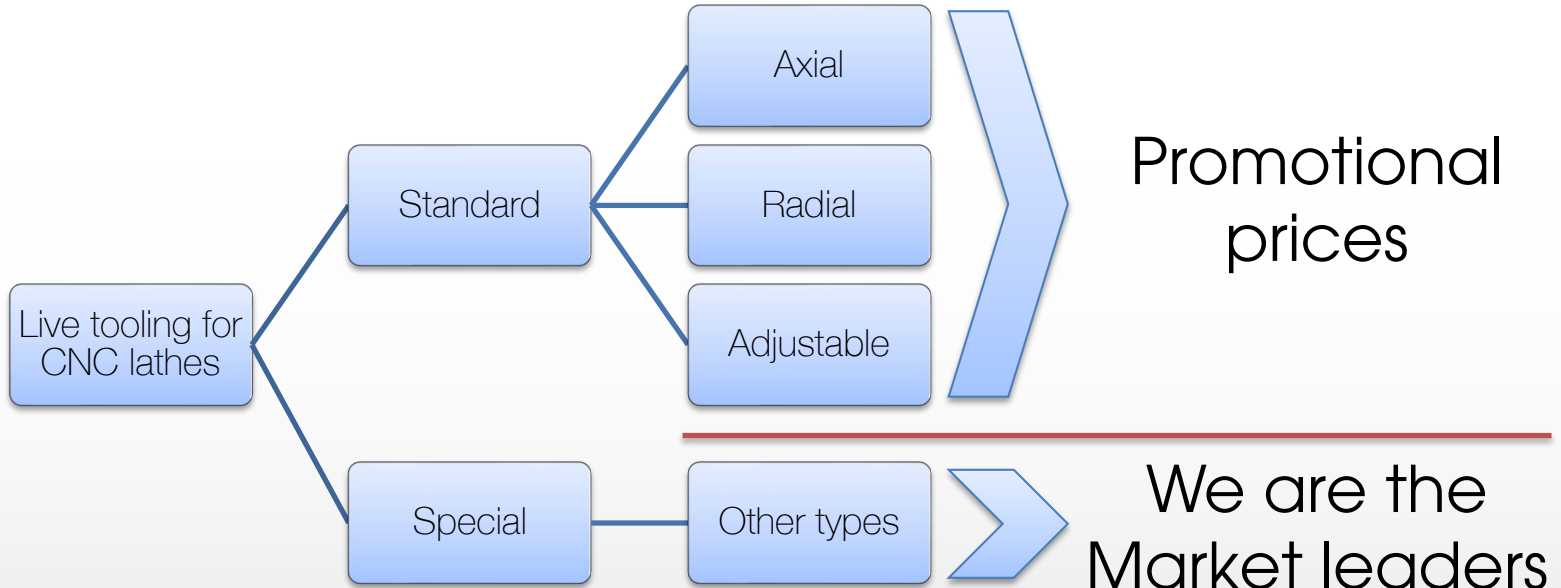 Axial
Promotional
prices
Standard
Radial
Live tooling for
CNC lathes
Adjustable
Special
Other types
We are the
Market leaders